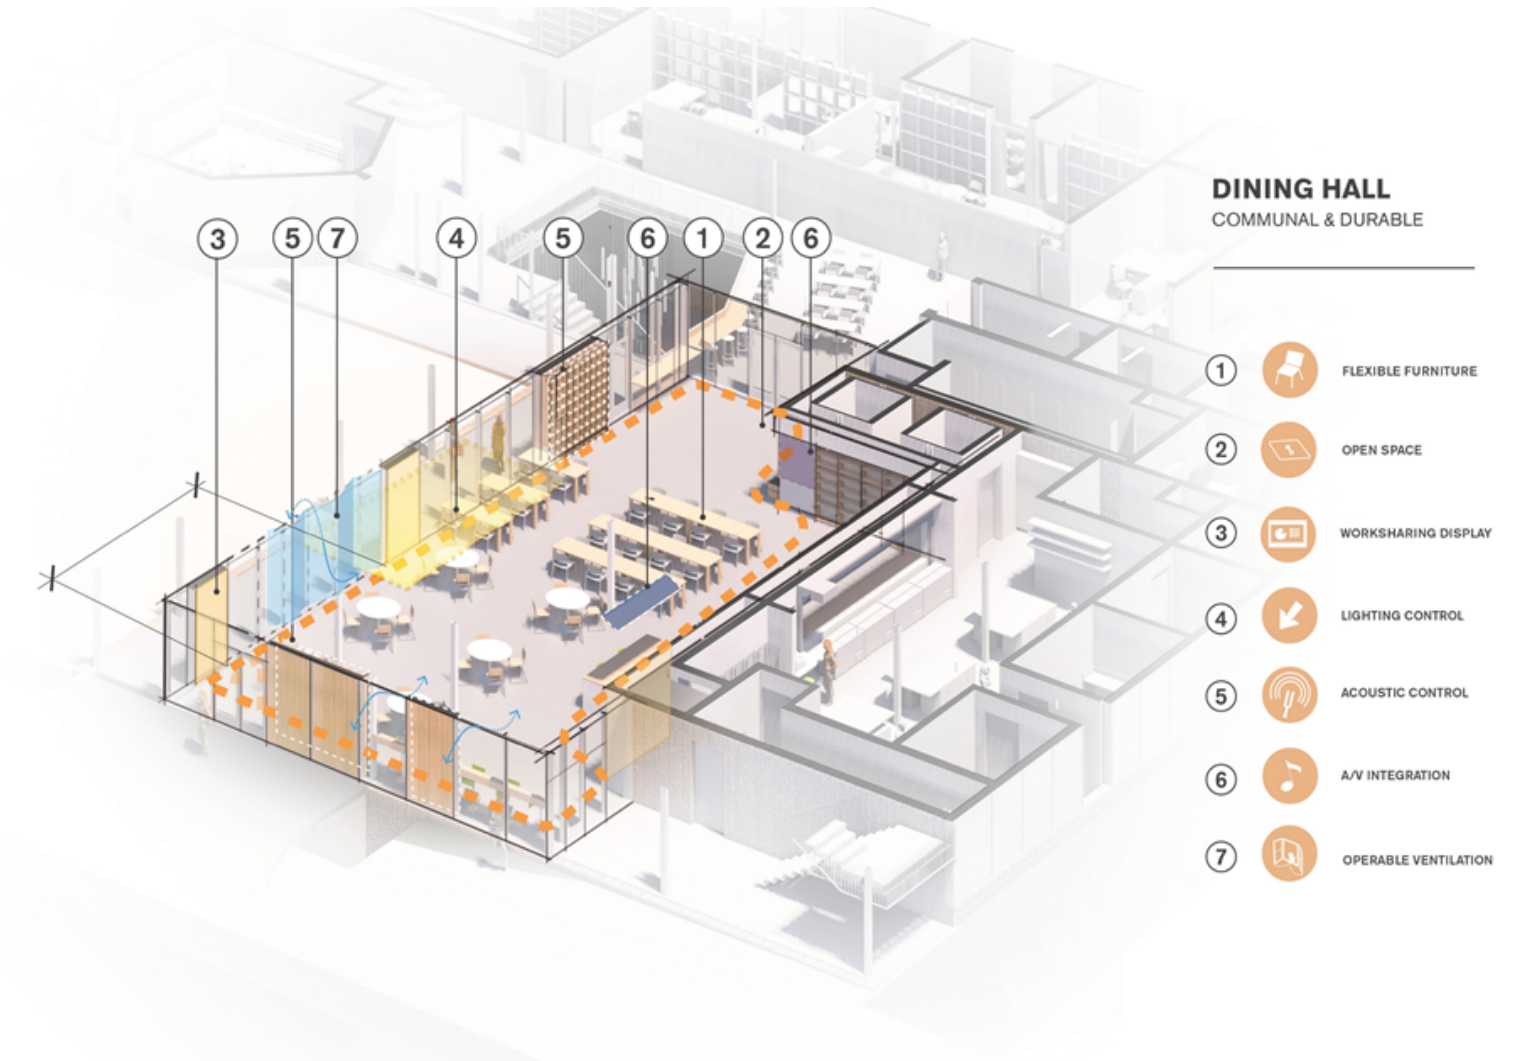 3 5 7 4 5 6 1 2 6
DINING HALL
COMMUNAL & DURABLE
1 FLEXIBLE FURNITURE
2 OPEN SPACE
3 WORKSHARING DISPLAY
4 LIGHTING CONTROL
5 ACOUSTIC CONTROL
6 A/V INTEGRATION
7 OPERABLE VENTILATION